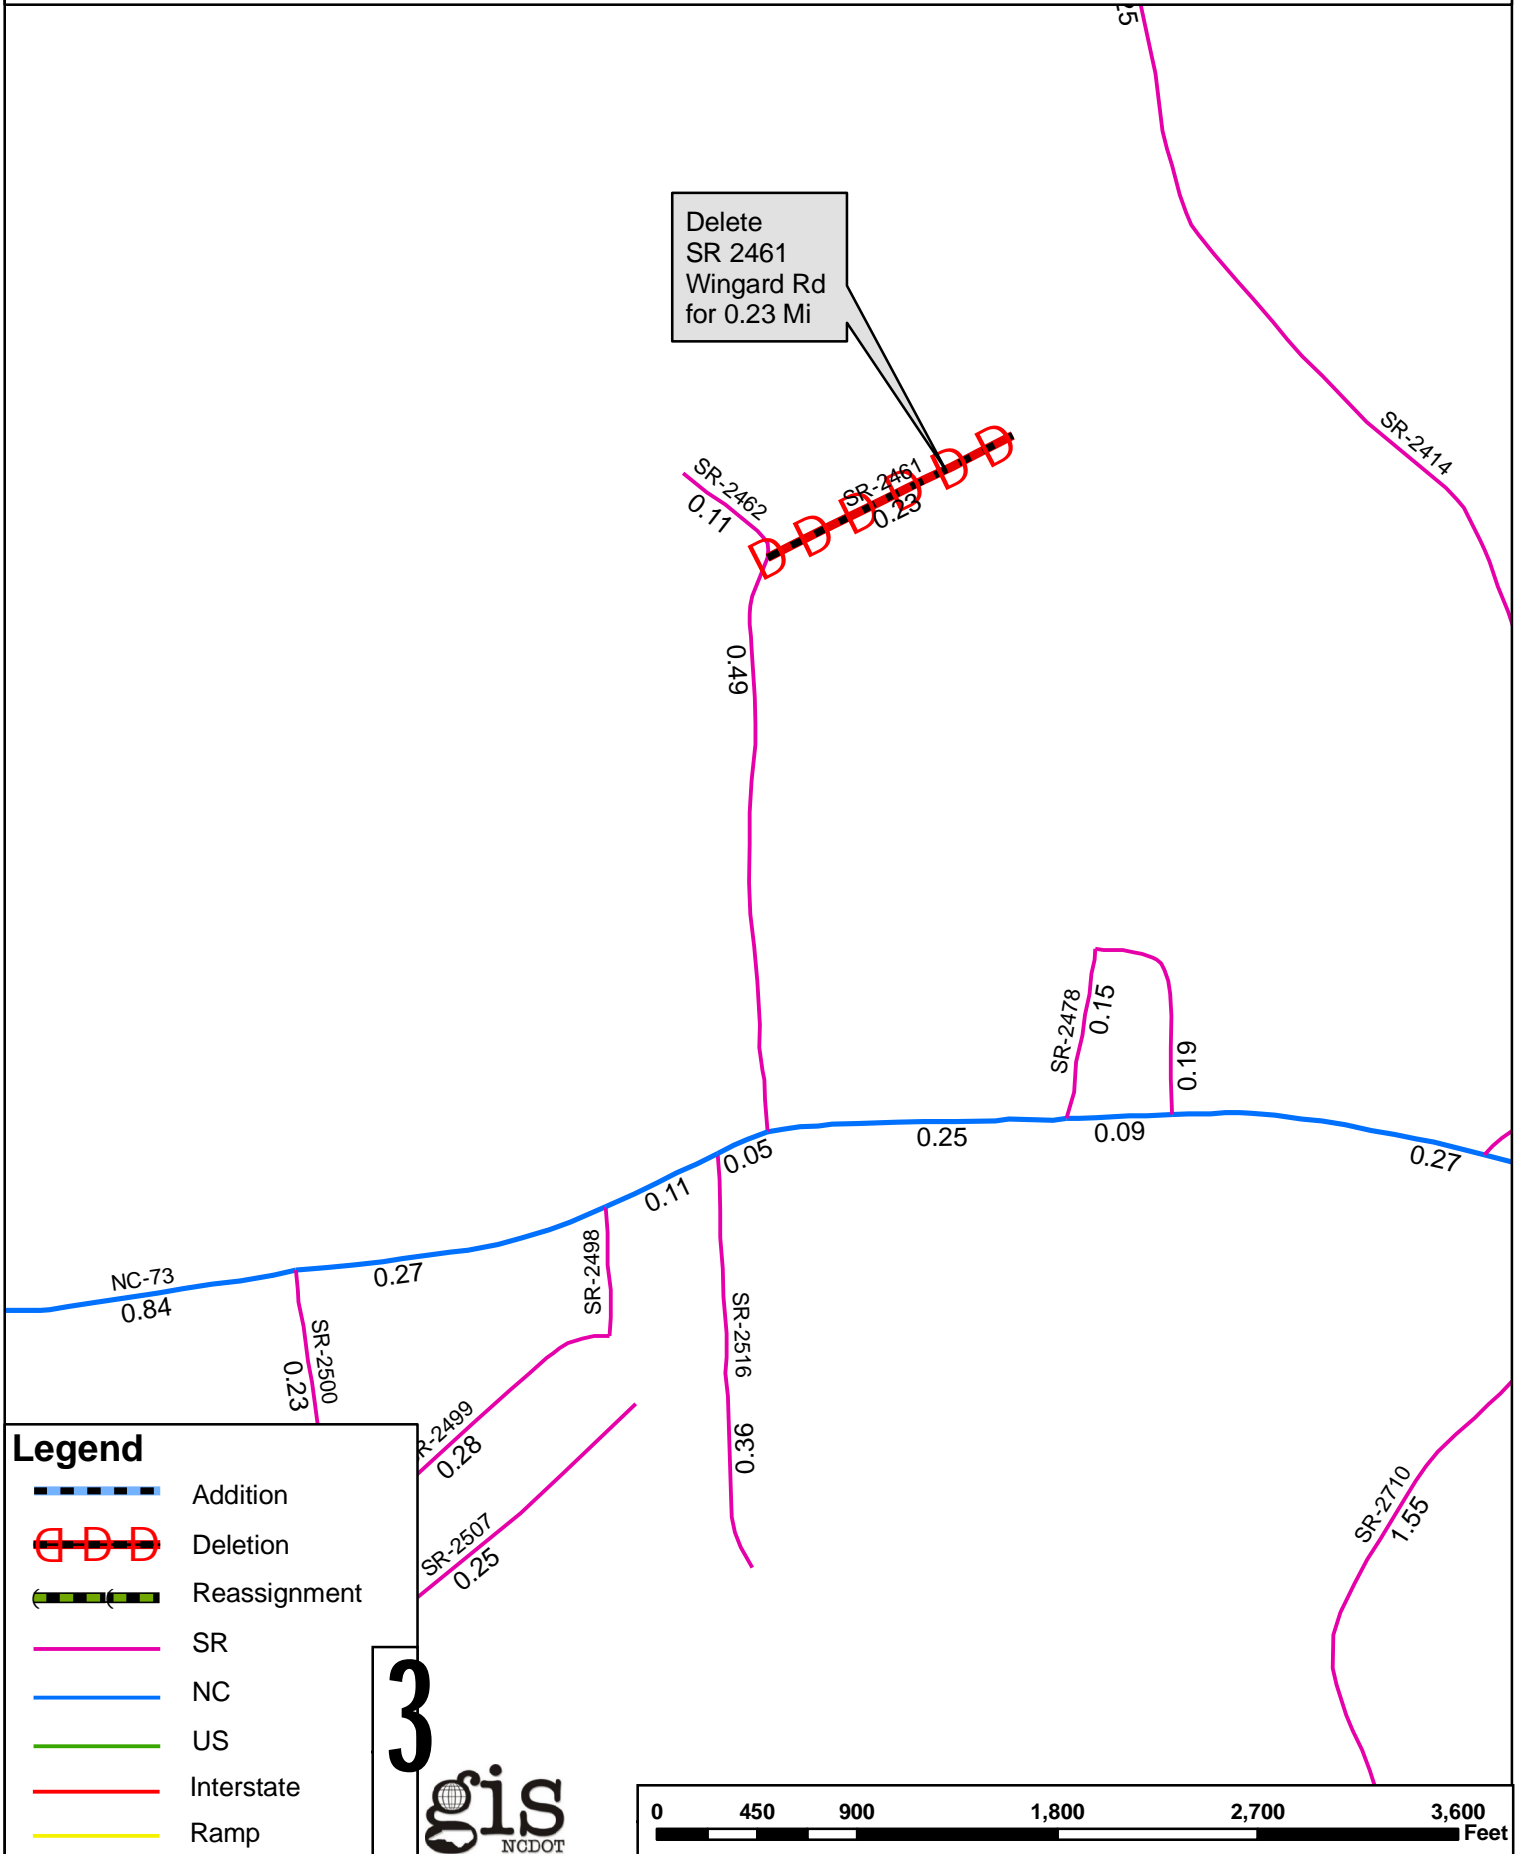 Delete
SR 2461
Wingard Rd
for 0.23 Mi
SR-2414
SR-2461
0.23
SR-2462
0.11
0.49
SR-2478
0.15
0.19
0.25
0.09
0.27
0.05
0.11
NC-73
0.84
0.27
SR-2498
SR-2500
0.23
SR-2516
0.36
R-2499
0.28
SR-2507
0.25
SR-2710
1.55
Legend
Addition
Deletion
Reassignment
SR
NC
US
Interstate
Ramp
3
gis
NCDOT
0 450 900 1,800 2,700 3,600
Feet